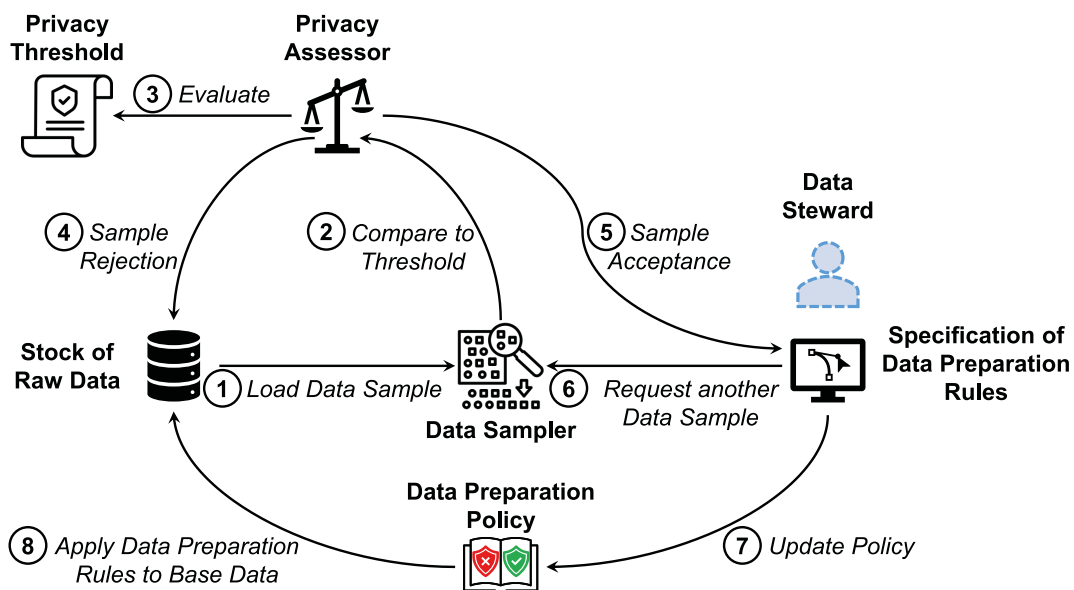 Privacy
Threshold
Privacy
Assessor
3 Evaluate
Data
Steward
4 Sample
Rejection
2 Compare to
Threshold
5 Sample
Acceptance
Stock of
Raw Data
1 Load Data Sample
Data Sampler
6 Request another
Data Sample
Specification of
Data Preparation
Rules
Data Preparation
Policy
8 Apply Data Preparation
Rules to Base Data
7 Update Policy